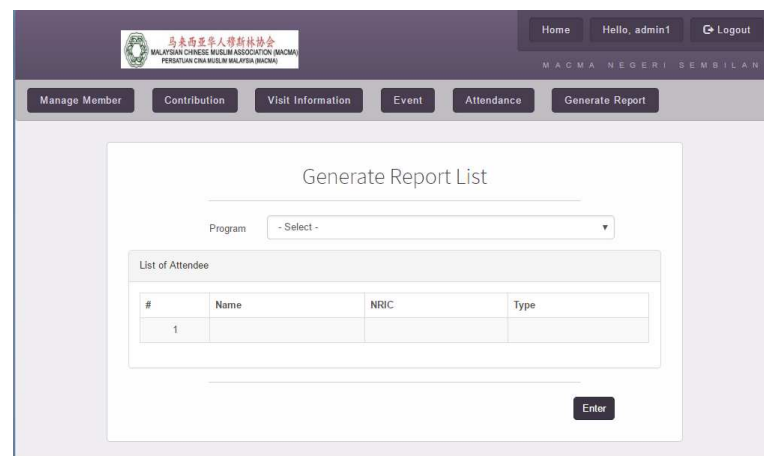 Home Hello, admin1 Logout
马来西亚华人穆斯林协会
MALAYSIAN CHINESE MUSLIM ASSOCIATION (MACMA)
PERSATUAN CINA MUSLIM MALAYSIA (MACMA)
MACMA NEGERI SEMBILAN
Manage Member Contribution Visit Information Event Attendance Generate Report
Generate Report List
Program - Select -
List of Attendee
# Name NRIC Type
1
Enter